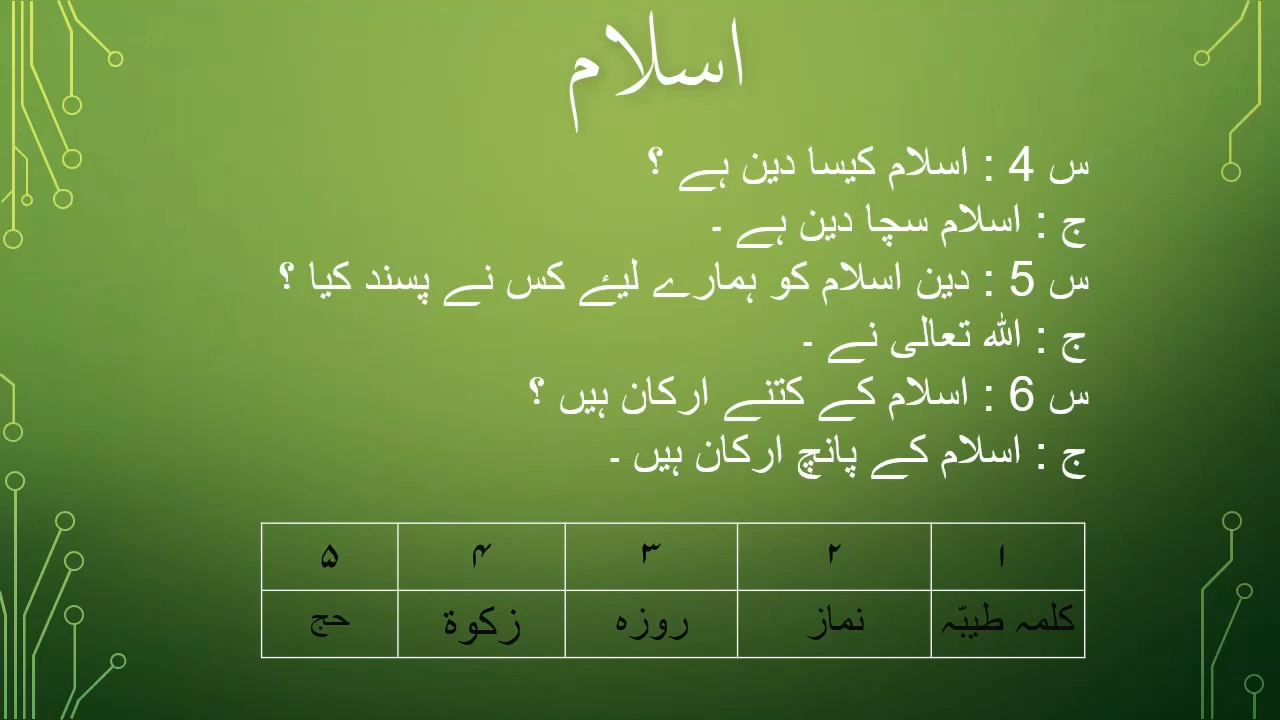 اسلام
س 4 : اسلام کیسا دین ہے ؟
ج : اسلام سچا دین ہے ۔
س 5 : دین اسلام کو ہمارے لیئے کس نے پسند کیا ؟
ج : الله تعالی نے ۔
س 6 : اسلام کے کتنے ارکان ہیں ؟
ج : اسلام کے پانچ ارکان ہیں ۔
۱ ۲ ۳ ۴ ۵
کلمہ طیبّہ نماز روزہ زکوة حج